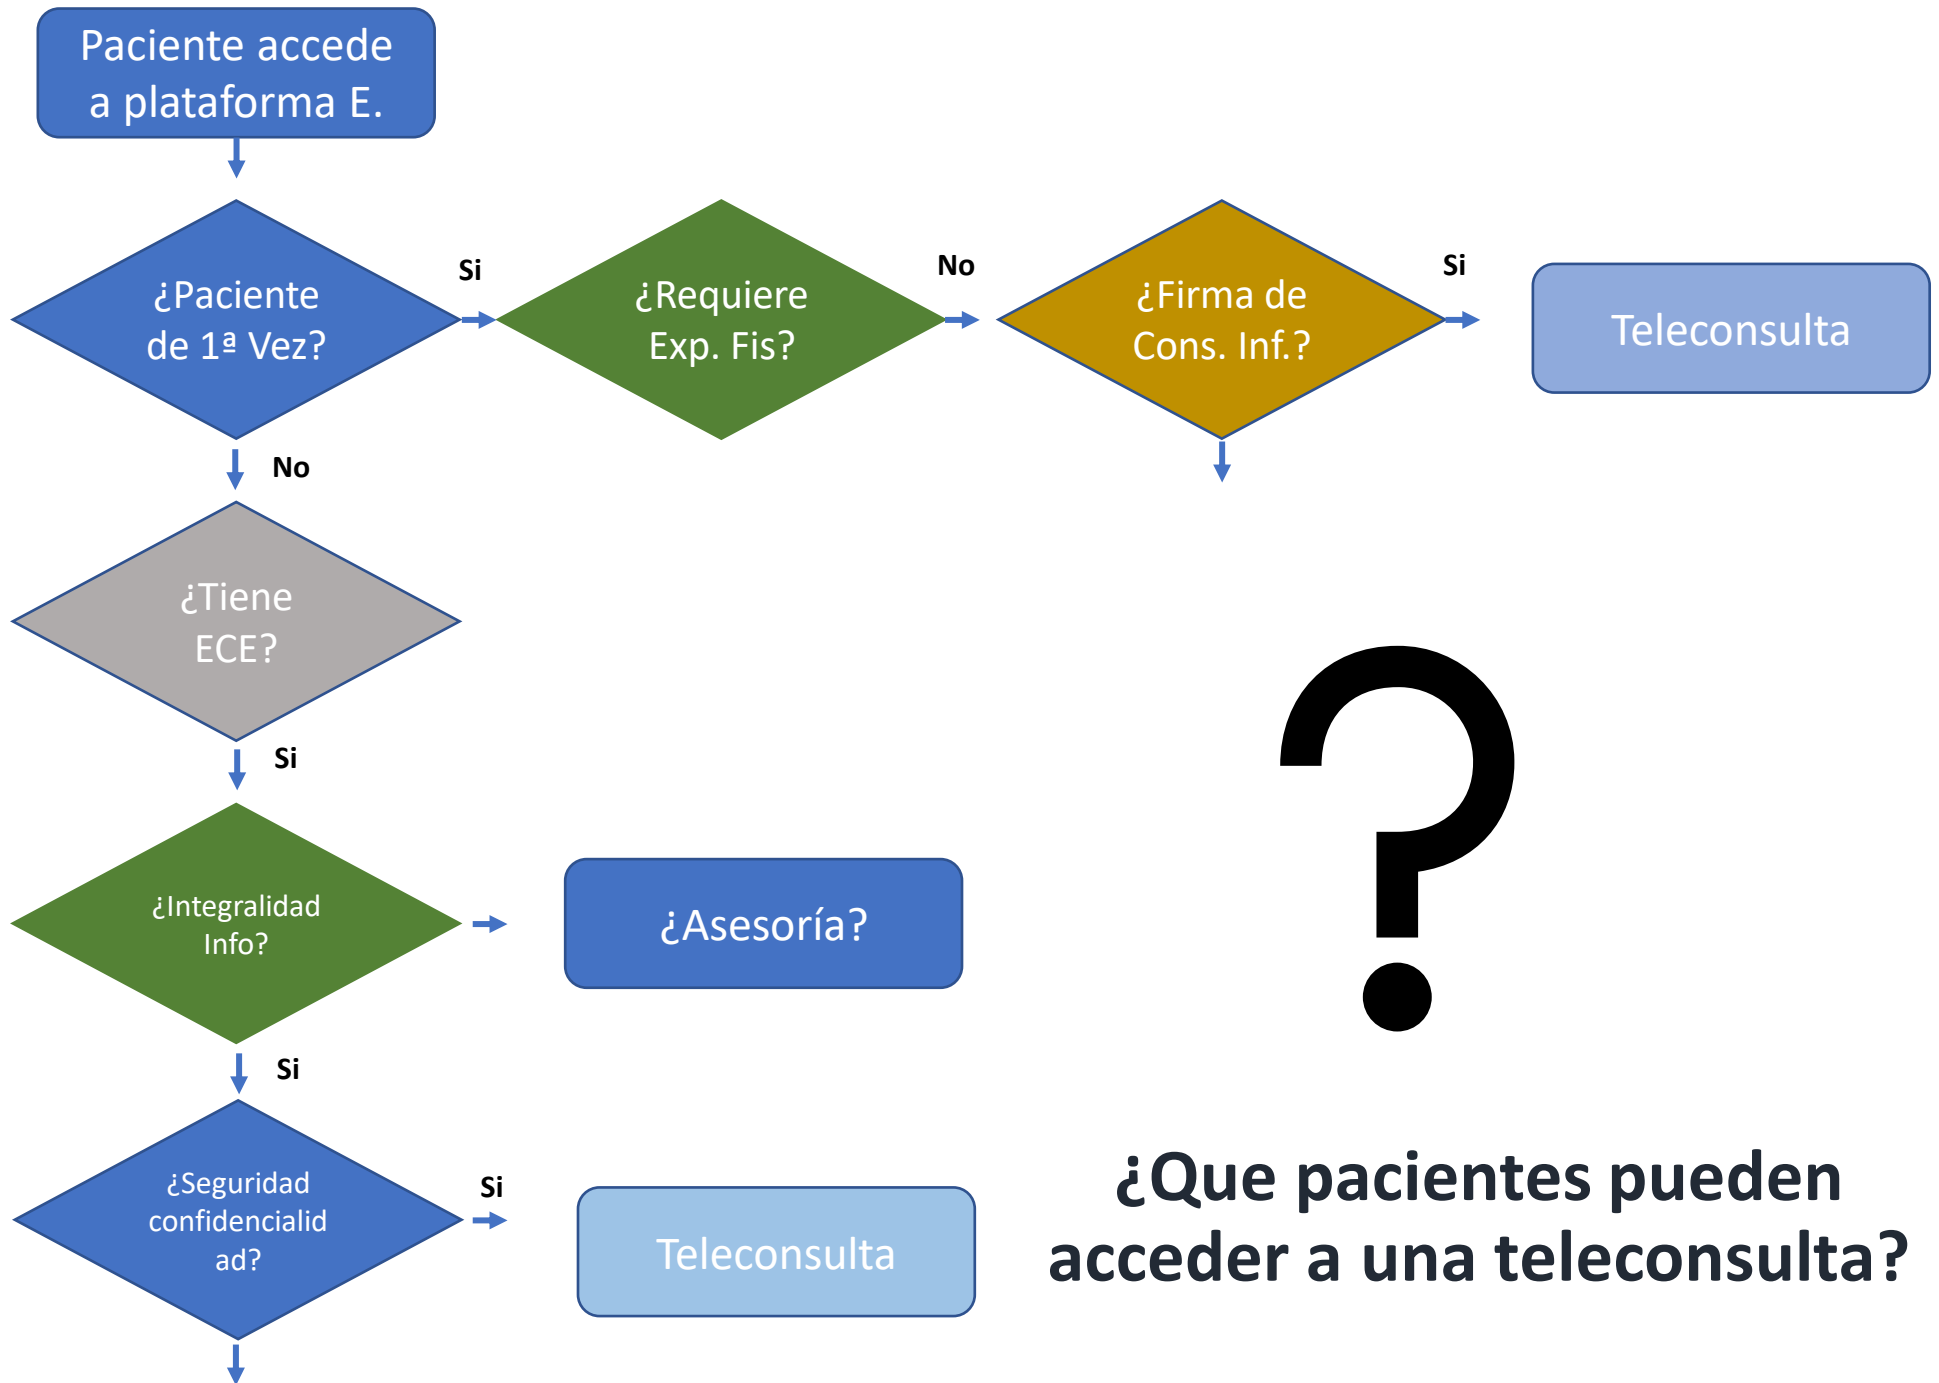 Paciente accede
a plataforma E.
¿Paciente
de 1ª Vez?
Si
¿Requiere
Exp. Fis?
No
¿Firma de
Cons. Inf.?
Si
Teleconsulta
No
¿Tiene
ECE?
Si
¿Integralidad
Info?
¿Asesoría?
Si
¿Seguridad
confidencialid
ad?
Si
Teleconsulta
¿Que pacientes pueden
acceder a una teleconsulta?